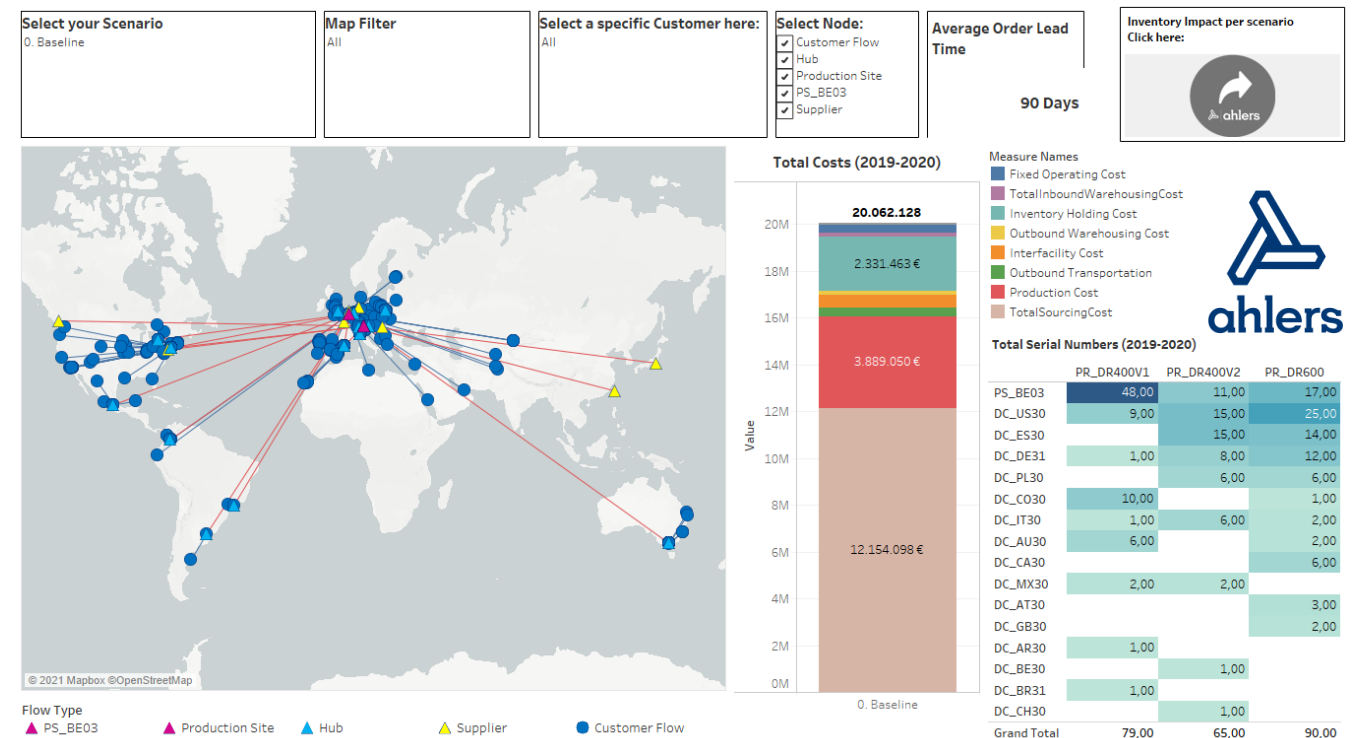 Select your Scenario
0. Baseline
Map Filter
All
Select a specific Customer here:
All
Select Node:
Customer Flow
Hub
Production Site
PS_BE03
Supplier
Average Order Lead
Time
90 Days
Inventory Impact per scenario
Click here:
ahlers
© 2021 Mapbox ©OpenStreetMap
Flow Type
PS_BE03
Production Site
Hub
Supplier
Customer Flow
Total Costs (2019-2020)
Value
20M
18M
16M
14M
12M
10M
8M
6M
4M
2M
0M
20.062.128
2.331.463 €
3.889.050 €
12.154.098 €
0. Baseline
Measure Names
Fixed Operating Cost
TotalInboundWarehousingCost
Inventory Holding Cost
Outbound Warehousing Cost
Interfacility Cost
Outbound Transportation
Production Cost
TotalSourcingCost
ahlers
Total Serial Numbers (2019-2020)
PR_DR400V1 PR_DR400V2 PR_DR600
PS_BE03 48,00 11,00 17,00
DC_US30 9,00 15,00 25,00
DC_ES30 15,00 14,00
DC_DE31 1,00 8,00 12,00
DC_PL30 6,00 6,00
DC_CO30 10,00 1,00
DC_IT30 1,00 6,00 2,00
DC_AU30 6,00 2,00
DC_CA30 6,00
DC_MX30 2,00 2,00
DC_AT30 3,00
DC_GB30 2,00
DC_AR30 1,00
DC_BE30 1,00
DC_BR31 1,00
DC_CH30 1,00
Grand Total 79.00 65.00 90.00